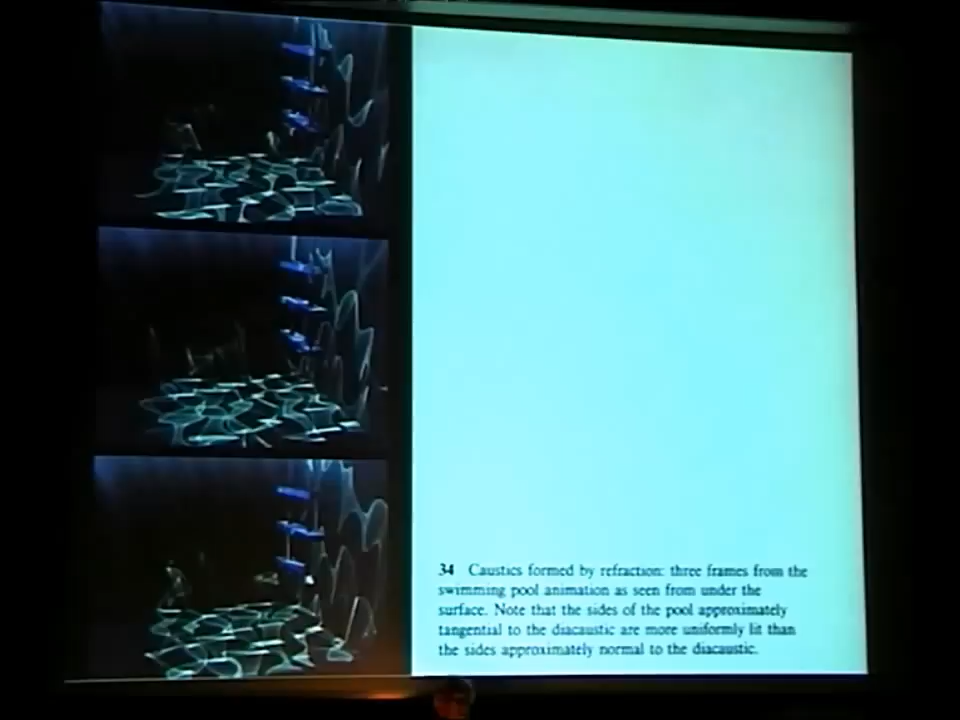 34 Caustics formed by refraction: three frames from the
swimming pool animation as seen from under the
surface. Note that the sides of the pool approximately
tangential to the diacaustic are more uniformly lit than
the sides approximately normal to the diacaustic.